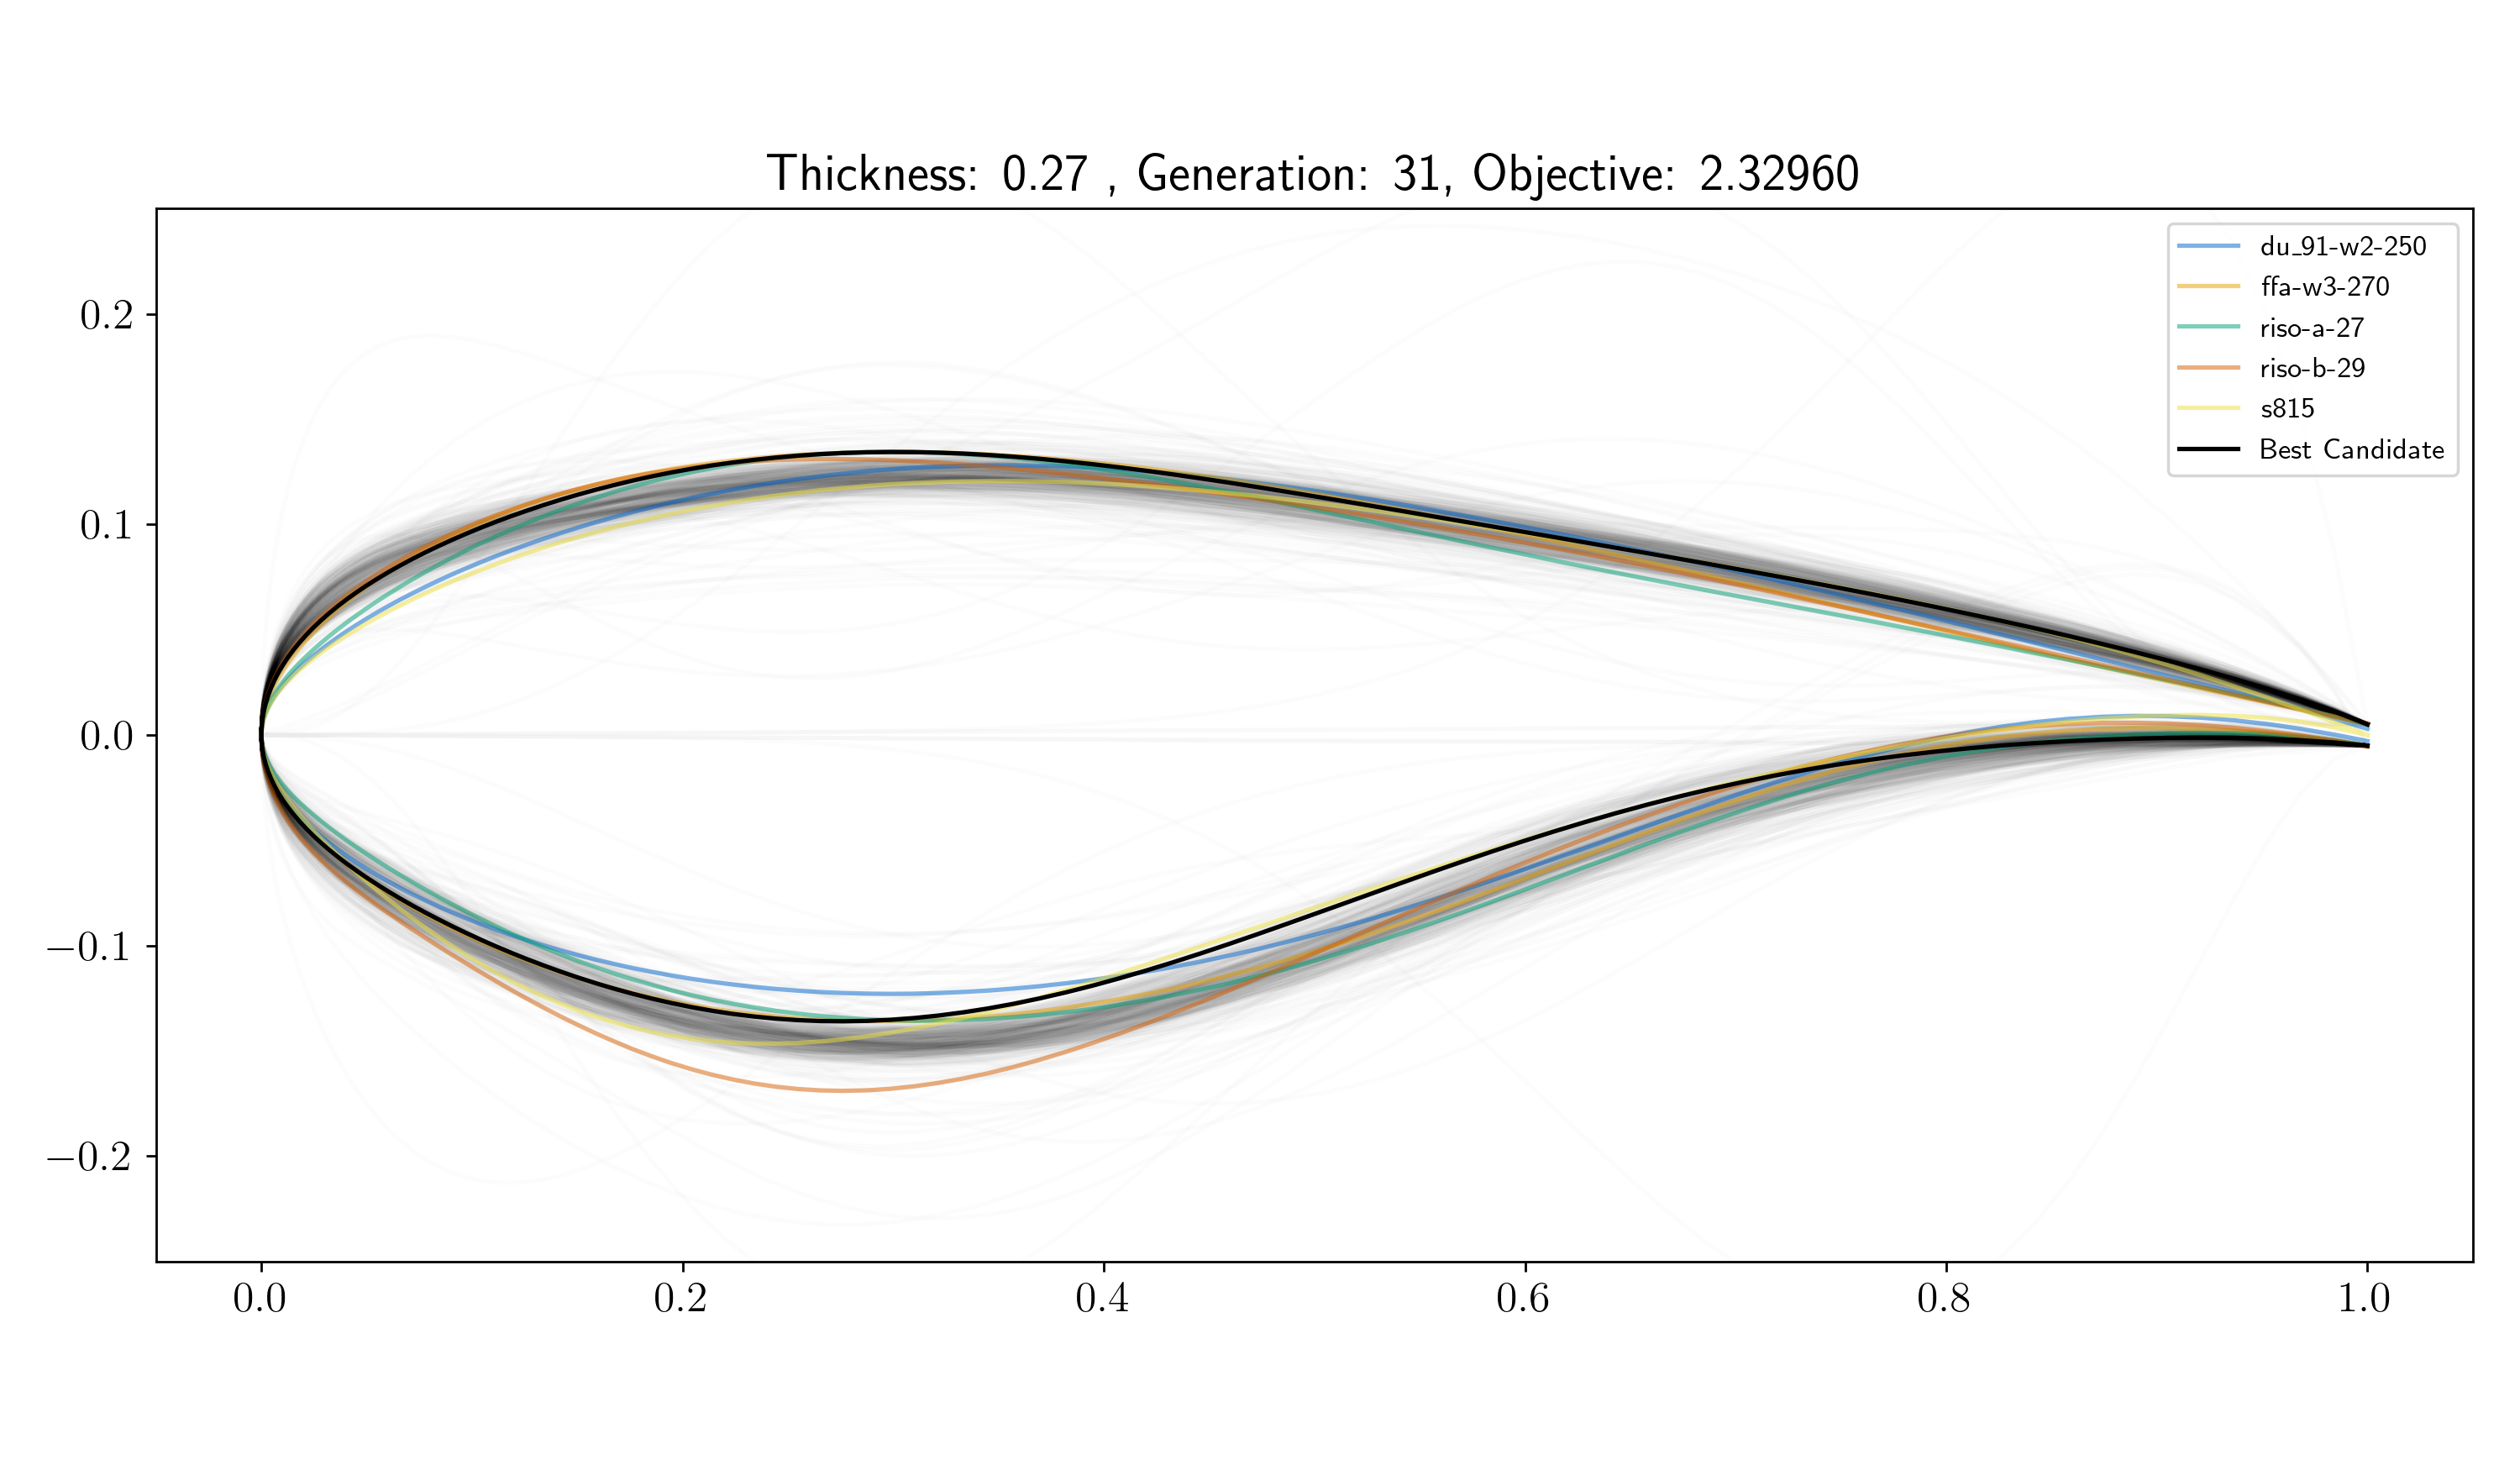 Thickness: 0.27 , Generation: 31, Objective: 2.32960
du_91-w2-250
ffa-w3-270
riso-a-27
riso-b-29
s815
Best Candidate
0.2
0.1
0.0
−0.1
−0.2
0.0 0.2 0.4 0.6 0.8 1.0